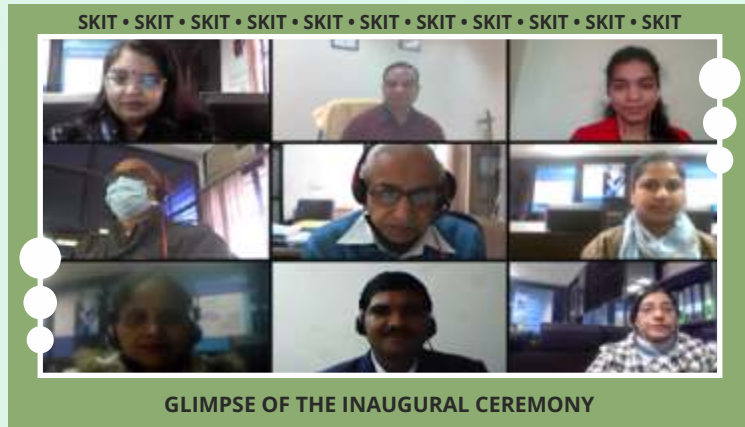 SKIT • SKIT • SKIT • SKIT • SKIT • SKIT • SKIT • SKIT • SKIT • SKIT • SKIT
GLIMPSE OF THE INAUGURAL CEREMONY